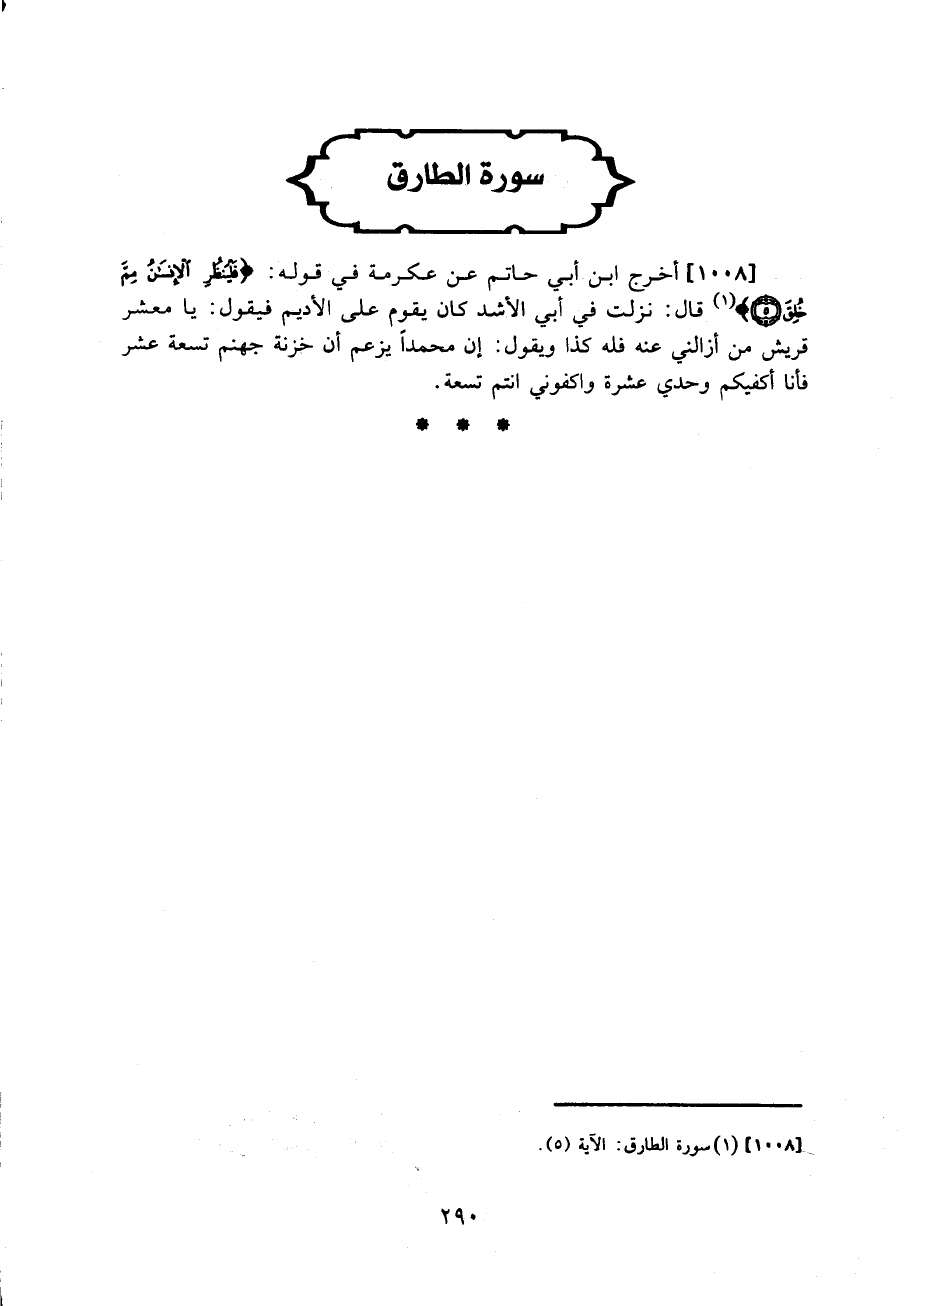 سورة الطارق
[١٠٠٨] أخرج ابن أبي حاتم عن عكرمة في قوله: ﴿فَلْيَنظُرِ ٱلْإِنسَٰنُ مِمَّ
خُلِقَ ۝٥﴾(١) قال: نزلت في أبي الأشد كان يقوم على الأديم فيقول: يا معشر
قريش من أزالني عنه فله كذا ويقول: إن محمداً يزعم أن خزنة جهنم تسعة عشر
فأنا أكفيكم وحدي عشرة واكفوني انتم تسعة.
* * *
[١٠٠٨] (١) سورة الطارق: الآية (٥).
٢٩٠